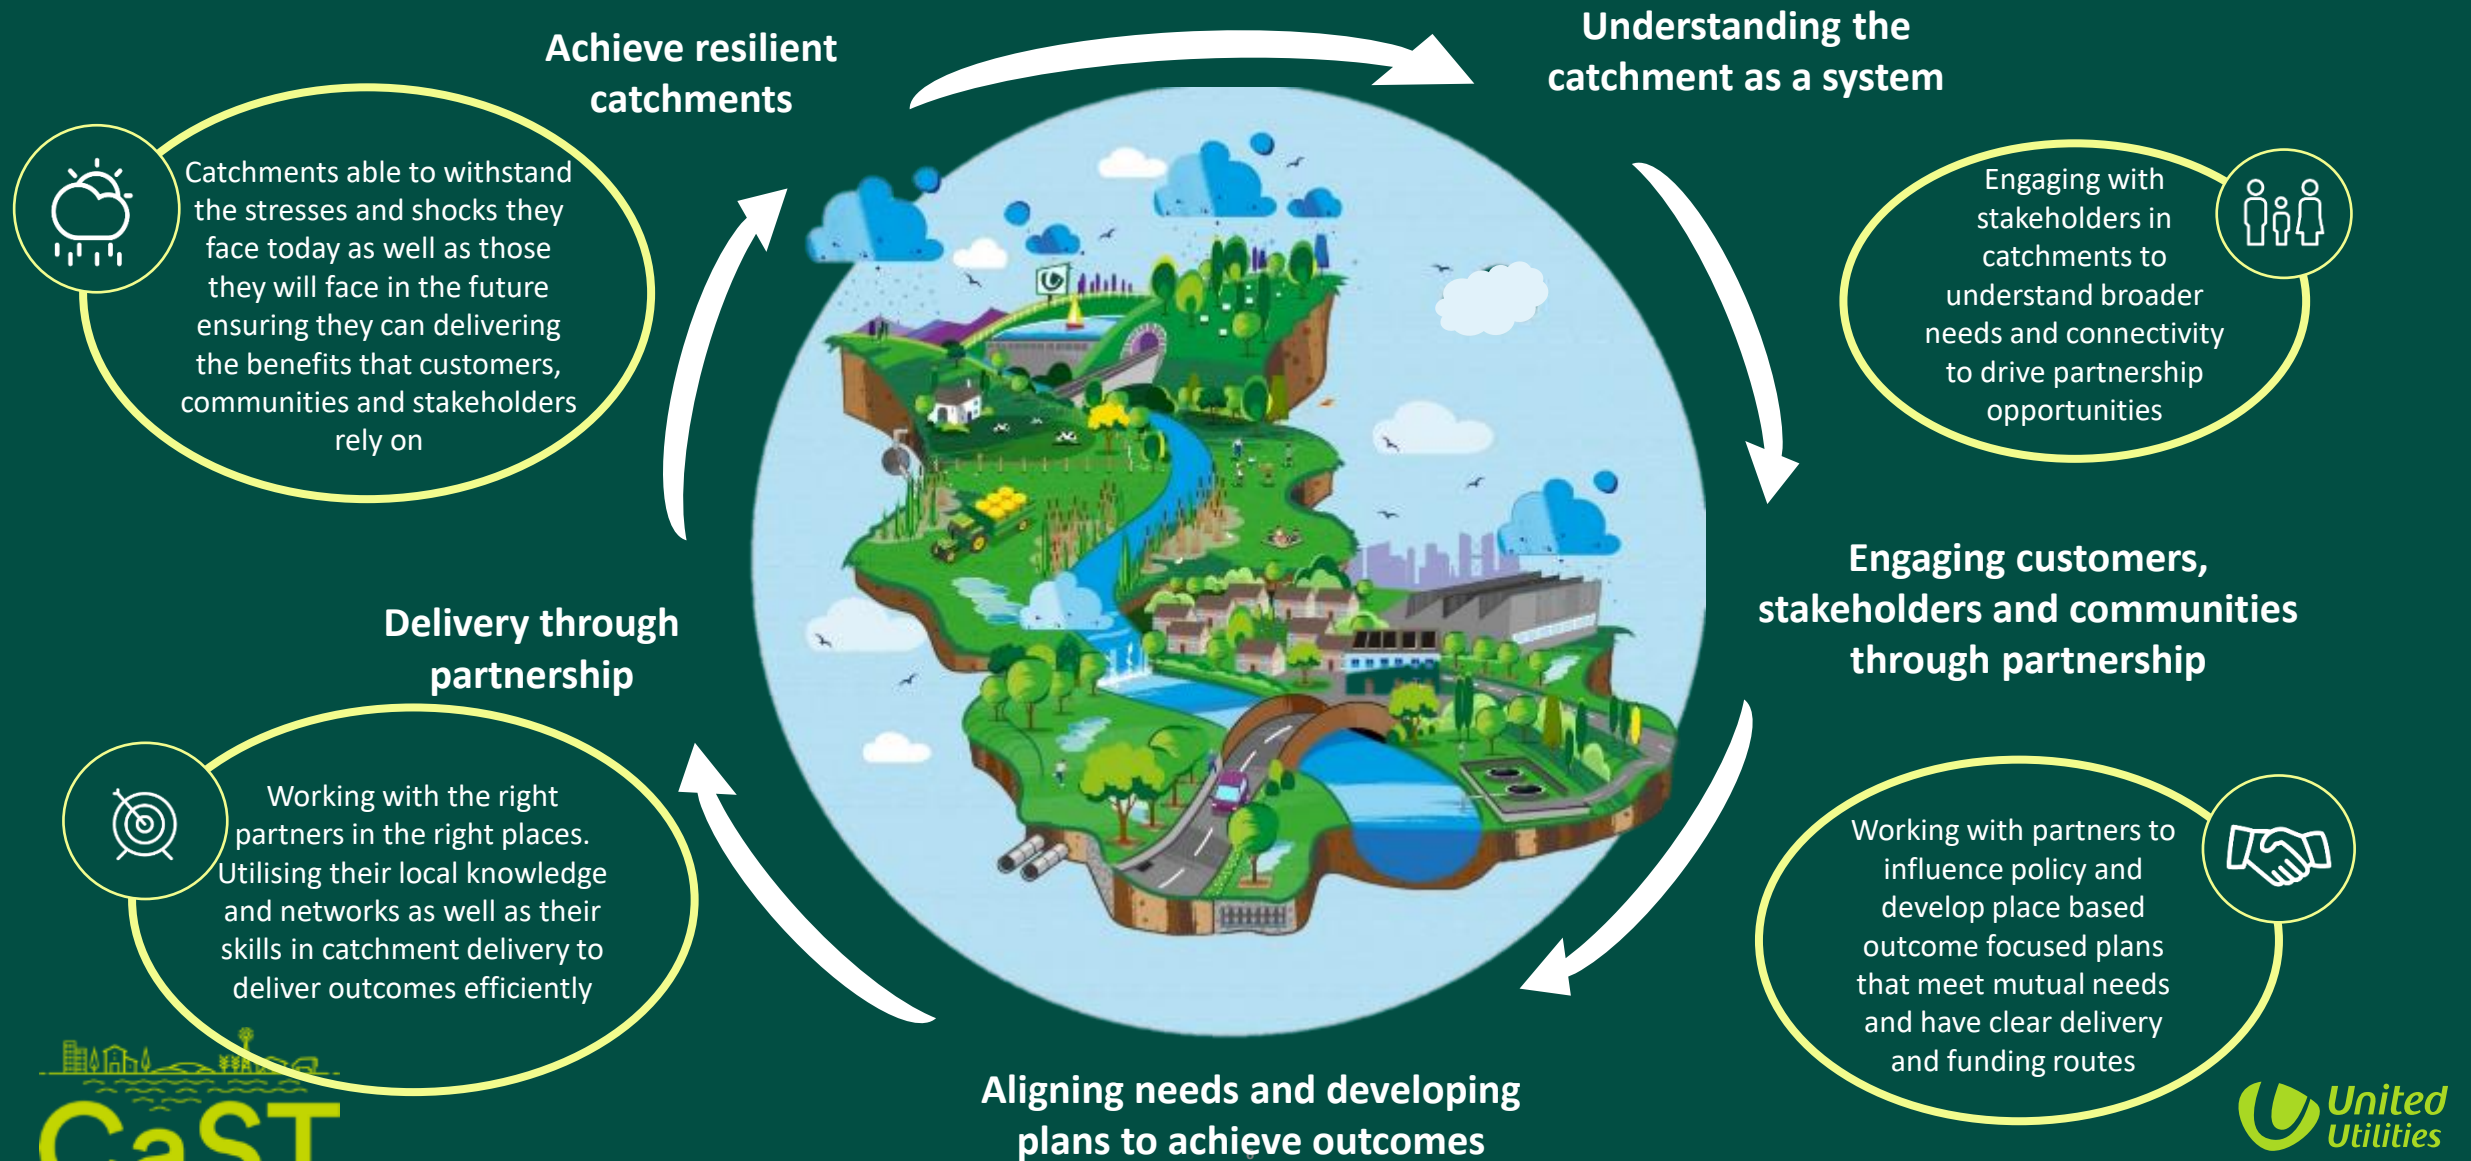 Achieve resilient
catchments
Understanding the
catchment as a system
Catchments able to withstand
the stresses and shocks they
face today as well as those
they will face in the future
ensuring they can delivering
the benefits that customers,
communities and stakeholders
rely on
Engaging with
stakeholders in
catchments to
understand broader
needs and connectivity
to drive partnership
opportunities
Engaging customers,
stakeholders and communities
through partnership
Delivery through
partnership
Working with the right
partners in the right places.
Utilising their local knowledge
and networks as well as their
skills in catchment delivery to
deliver outcomes efficiently
Working with partners to
influence policy and
develop place based
outcome focused plans
that meet mutual needs
and have clear delivery
and funding routes
Aligning needs and developing
plans to achieve outcomes
CaST
United
Utilities